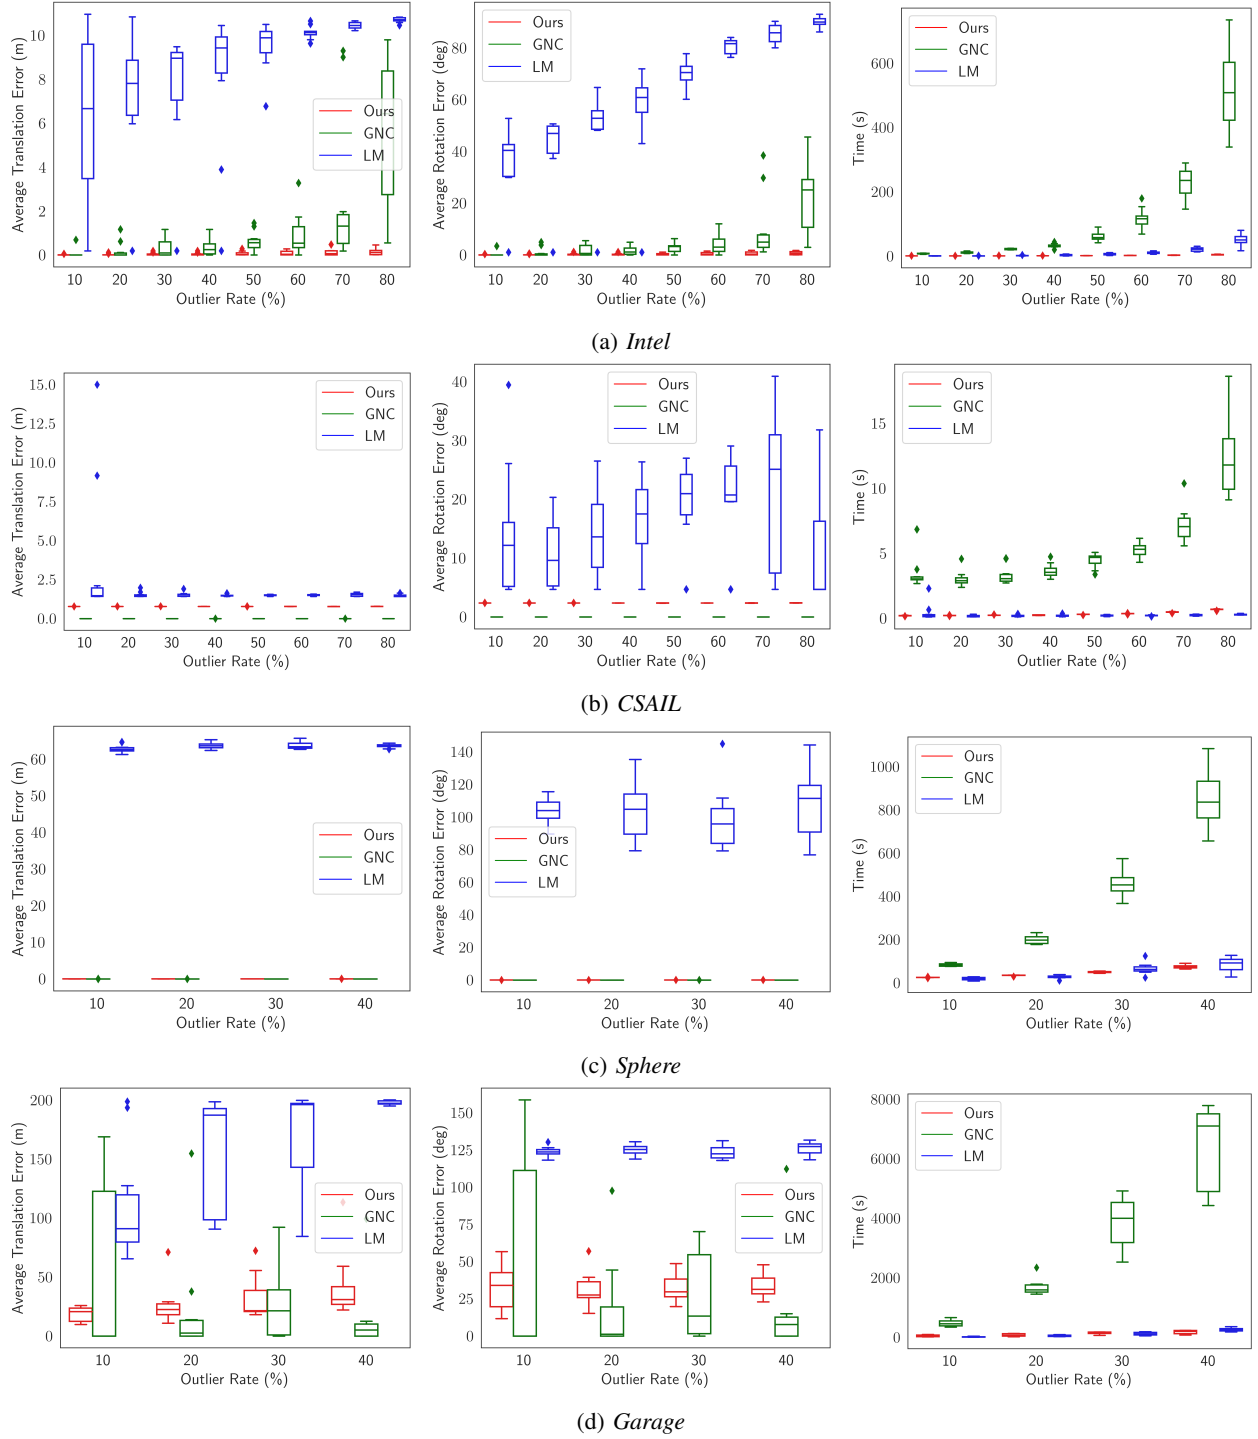 Average Translation Error (m)
10
8
6
4
2
0
Ours
GNC
LM
10 20 30 40 50 60 70 80
Outlier Rate (%)
Average Rotation Error (deg)
80
60
40
20
0
Ours
GNC
LM
10 20 30 40 50 60 70 80
Outlier Rate (%)
Time (s)
600
400
200
0
Ours
GNC
LM
10 20 30 40 50 60 70 80
Outlier Rate (%)
(a) Intel
Average Translation Error (m)
15.0
12.5
10.0
7.5
5.0
2.5
0.0
Ours
GNC
LM
10 20 30 40 50 60 70 80
Outlier Rate (%)
Average Rotation Error (deg)
40
30
20
10
0
Ours
GNC
LM
10 20 30 40 50 60 70 80
Outlier Rate (%)
Time (s)
15
10
5
0
Ours
GNC
LM
10 20 30 40 50 60 70 80
Outlier Rate (%)
(b) CSAIL
Average Translation Error (m)
60
50
40
30
20
10
0
Ours
GNC
LM
10 20 30 40
Outlier Rate (%)
Average Rotation Error (deg)
140
120
100
80
60
40
20
0
Ours
GNC
LM
10 20 30 40
Outlier Rate (%)
Time (s)
1000
800
600
400
200
0
Ours
GNC
LM
10 20 30 40
Outlier Rate (%)
(c) Sphere
Average Translation Error (m)
200
150
100
50
0
Ours
GNC
LM
10 20 30 40
Outlier Rate (%)
Average Rotation Error (deg)
150
125
100
75
50
25
0
Ours
GNC
LM
10 20 30 40
Outlier Rate (%)
Time (s)
8000
6000
4000
2000
0
Ours
GNC
LM
10 20 30 40
Outlier Rate (%)
(d) Garage